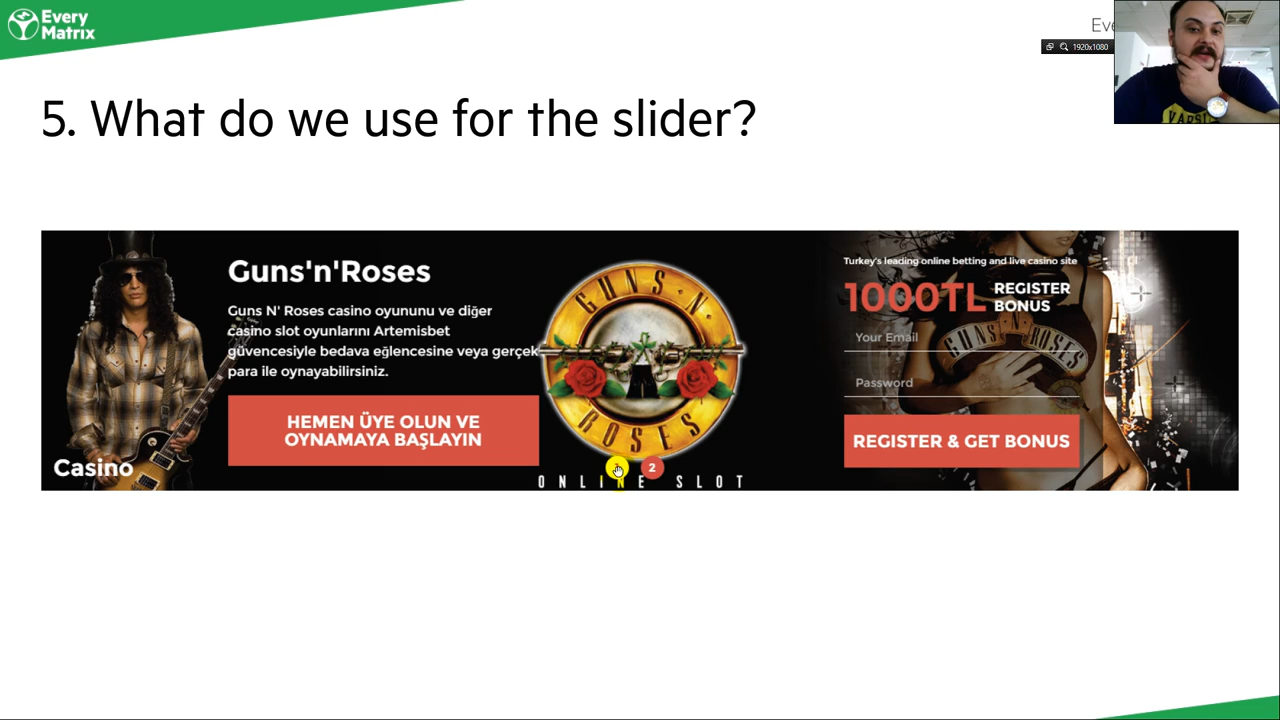 Every
Matrix
Eve
1920x1080
5. What do we use for the slider?
Guns'n'Roses
Guns N' Roses casino oyununu ve diğer
casino slot oyunlarını Artemisbet
güvencesiyle bedava eğlencesine veya gerçek
para ile oynayabilirsiniz.
HEMEN ÜYE OLUN VE
OYNAMAYA BAŞLAYIN
Casino
GUNS N.
ROSES
2
ONLINE SLOT
Turkey's leading online betting and live casino site
1000TL REGISTER
BONUS
Your Email
GUNS N ROSES
Password
REGISTER & GET BONUS